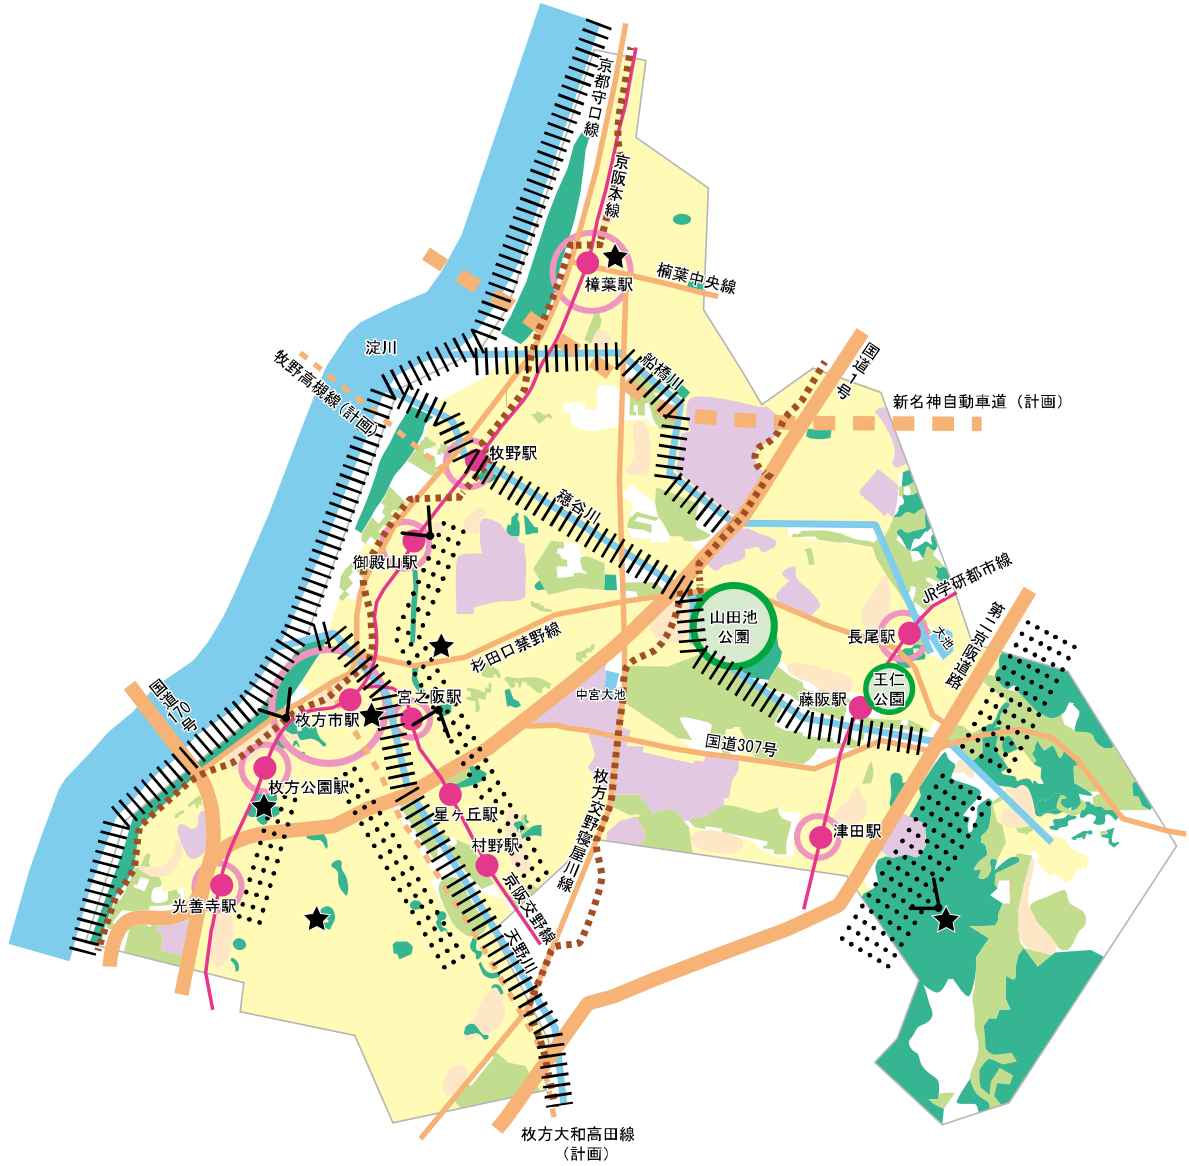 京都守口線
京阪本線
楠葉中央線
樟葉駅
淀川
牧野高槻線(計画)
船橋川
国道1号
新名神自動車道(計画)
牧野駅
穂谷川
御殿山駅
JR学研都市線
第二京阪道路
山田池
公園
長尾駅
大池
杉田口禁野線
王仁
公園
藤阪駅
中宮大池
宮之阪駅
国道170号
枚方市駅
国道307号
枚方公園駅
枚方交野寝屋川線
星ヶ丘駅
津田駅
村野駅
京阪交野線
光善寺駅
天野川
枚方大和高田線
(計画)